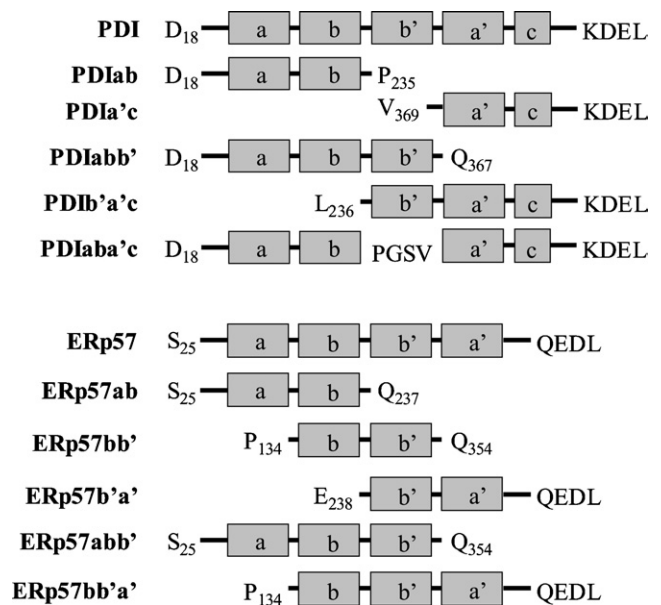 PDI D18 a b b' a' c KDEL
PDIab D18 a b P235
PDIa'c V369 a' c KDEL
PDIabb' D18 a b b' Q367
PDIb'a'c L236 b' a' c KDEL
PDIaba'c D18 a b PGSV a' c KDEL
ERp57 S25 a b b' a' QEDL
ERp57ab S25 a b Q237
ERp57bb' P134 b b' Q354
ERp57b'a' E238 b' a' QEDL
ERp57abb' S25 a b b' Q354
ERp57bb'a' P134 b b' a' QEDL